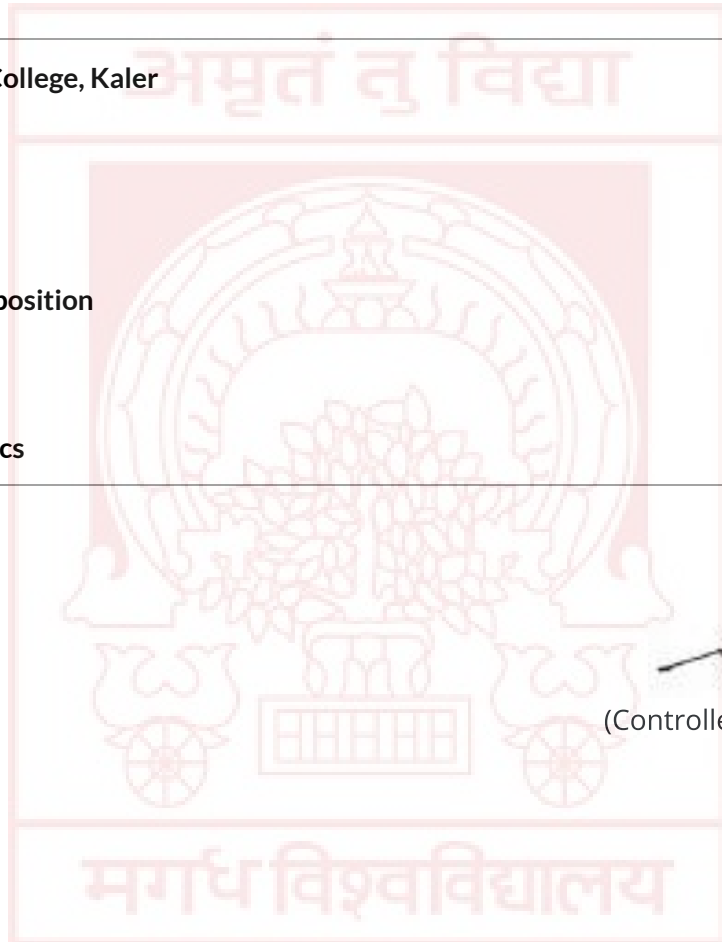 अमृतं तु विद्या
College, Kaler
position
cs
(Controlle
मगध विश्वविद्यालय